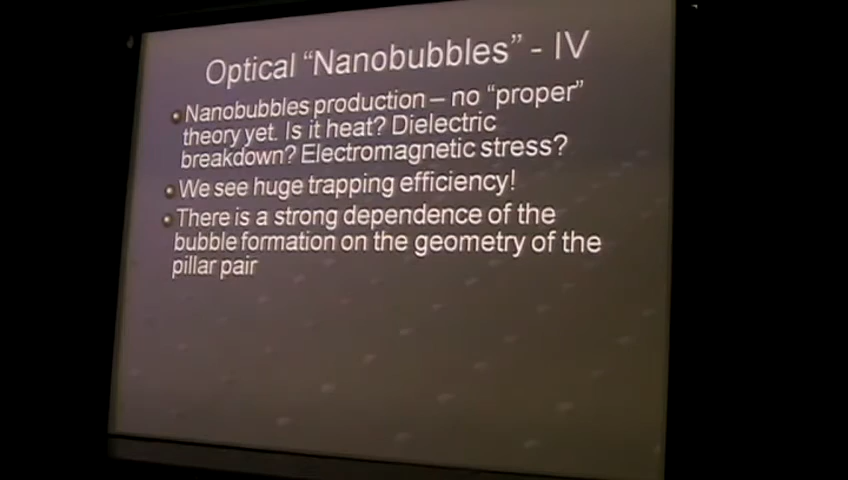 Optical “Nanobubbles” - IV
Nanobubbles production – no “proper”
theory yet. Is it heat? Dielectric
breakdown? Electromagnetic stress?
We see huge trapping efficiency!
There is a strong dependence of the
bubble formation on the geometry of the
pillar pair